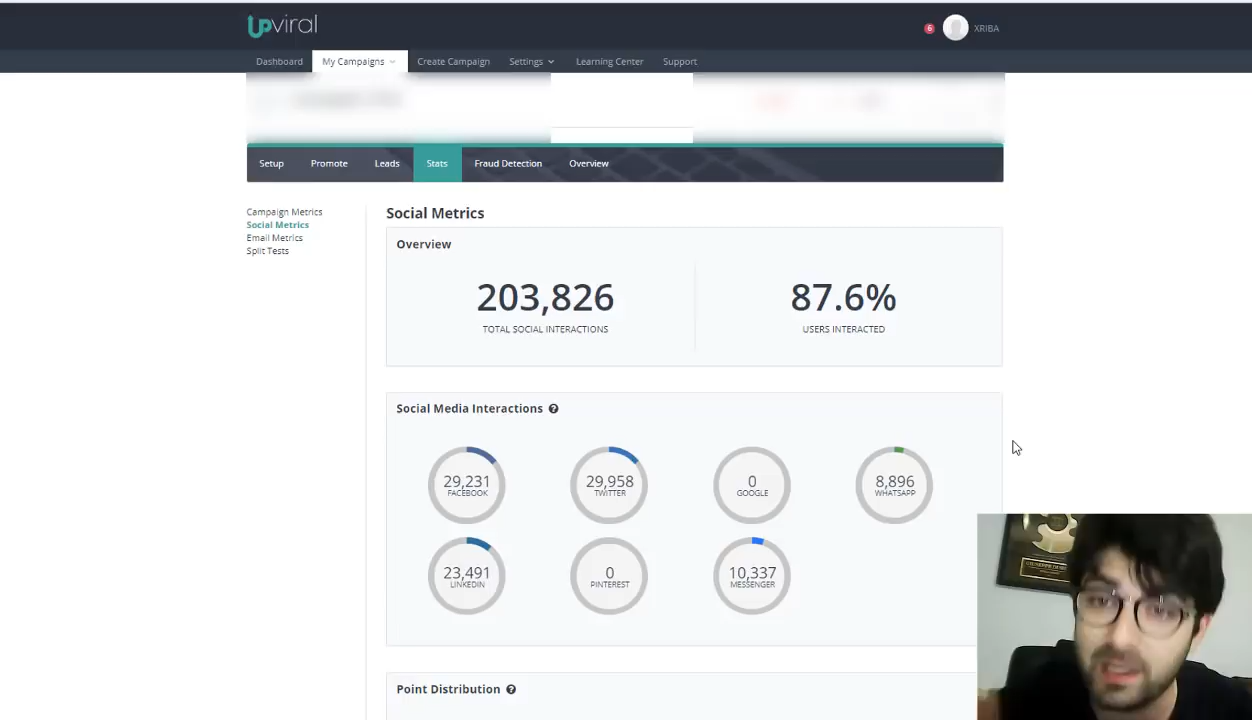 upviral
6 XRIBA
Dashboard My Campaigns Create Campaign Settings Learning Center Support
Setup Promote Leads Stats Fraud Detection Overview
Campaign Metrics
Social Metrics
Email Metrics
Split Tests
Social Metrics
Overview
203,826 87.6%
TOTAL SOCIAL INTERACTIONS USERS INTERACTED
Social Media Interactions ?
29,231 29,958 0 8,896
FACEBOOK TWITTER GOOGLE WHATSAPP
23,491 0 10,337
LINKEDIN PINTEREST MESSENGER
Point Distribution ?